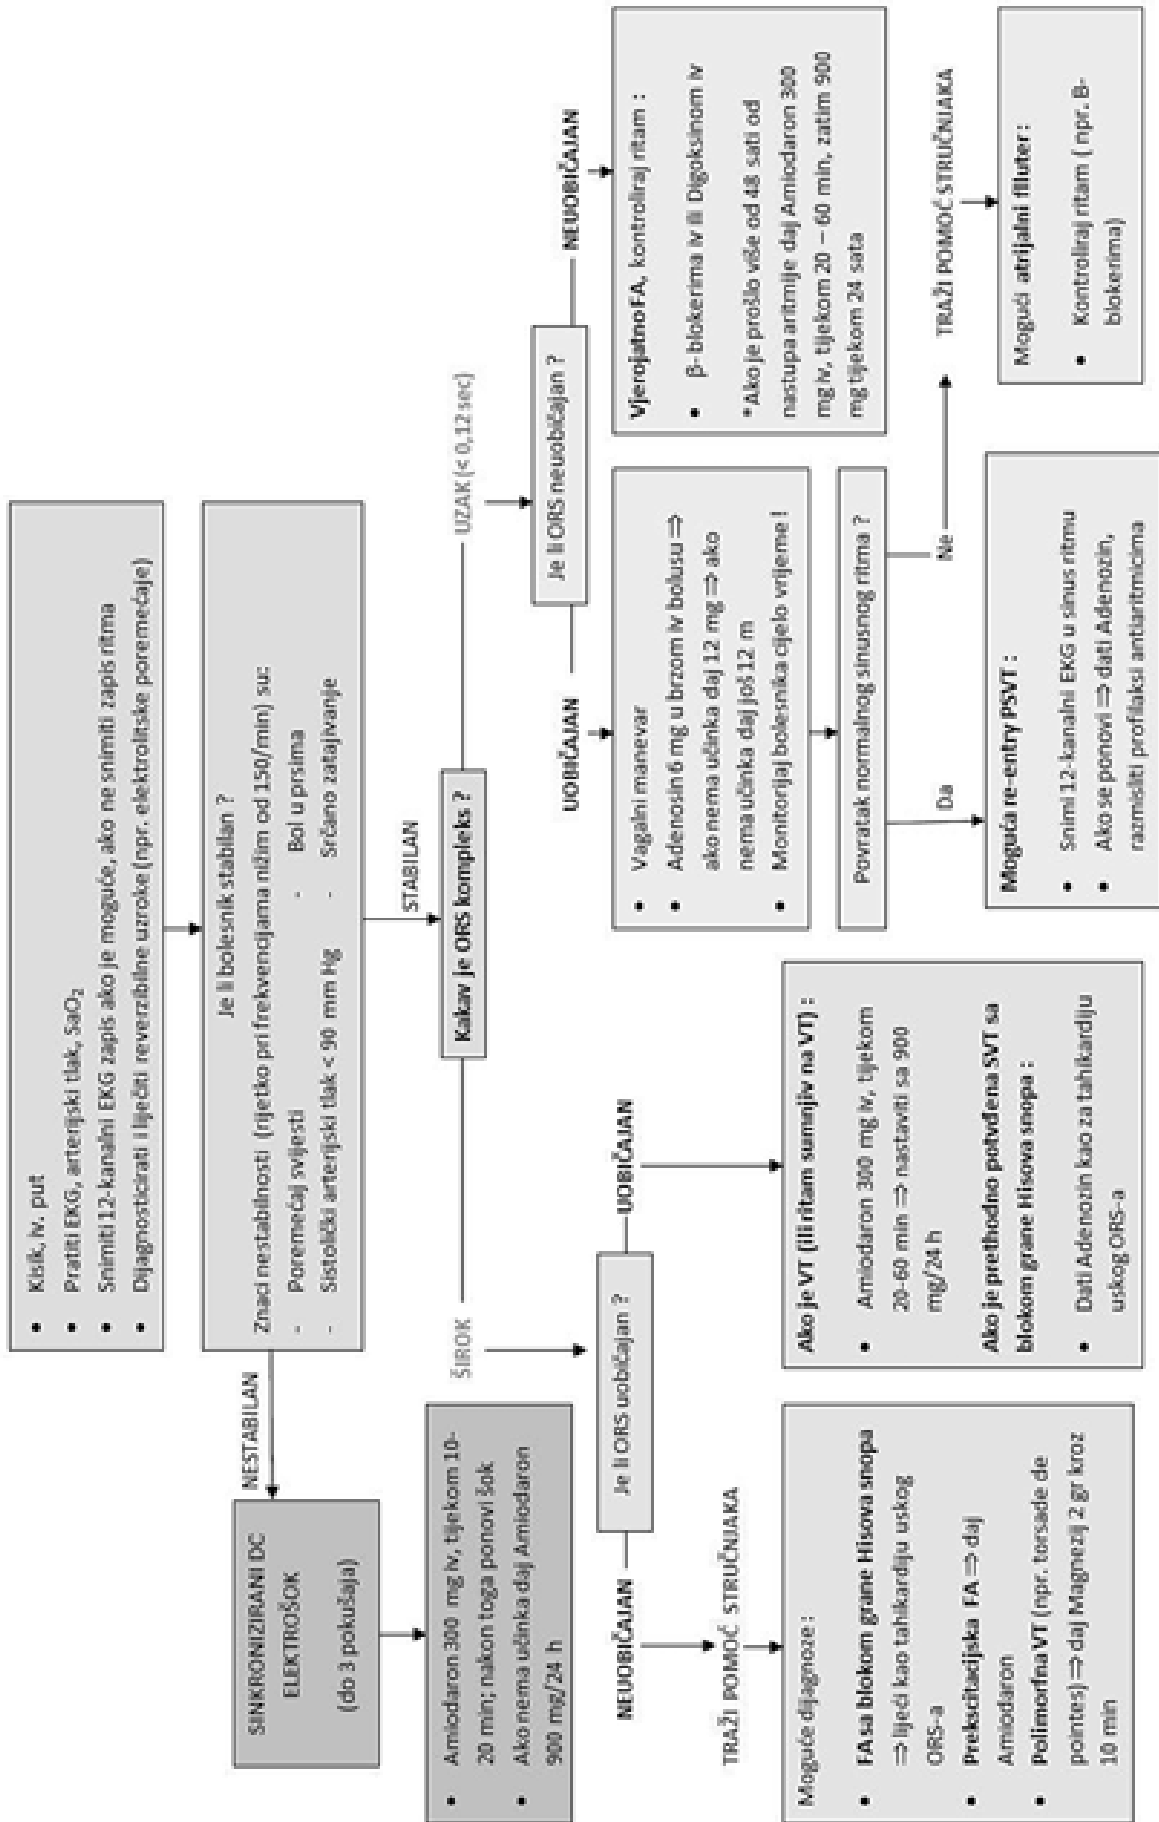 • Kisik, iv. put
• Pratiti EKG, arterijski tlak, SaO2
• Snimiti 12-kanalni EKG zapis ako je moguće, ako ne snimiti zapis ritma
• Dijagnosticirati i liječiti reverzibilne uzroke (npr. elektrolitske poremećaje)
Je li bolesnik stabilan ?
Znaci nestabilnosti (rijetko pri frekvencijama nižim od 150/min) su:
- Poremećaj svijesti - Bol u prsima
- Sistolički arterijski tlak < 90 mm Hg - Srčano zatajivanje
NESTABILAN
STABILAN
SINKRONIZIRANI DC
ELEKTROŠOK
(do 3 pokušaja)
• Amiodaron 300 mg iv, tijekom 10-
20 min; nakon toga ponovi šok
• Ako nema učinka daj Amiodaron
900 mg/24 h
Kakav je QRS kompleks ?
ŠIROK
UZAK (< 0,12 sec)
Je li QRS uobičajan ?
NEUOBIČAJAN
UOBIČAJAN
TRAŽI POMOĆ STRUČNJAKA
Moguće dijagnoze :
• FA sa blokom grane Hisova snopa
⇒ liječi kao tahikardiju uskog
QRS-a
• Prekscitacijska FA ⇒ daj
Amiodaron
• Polimorfna VT (npr. torsade de
pointes) ⇒ daj Magnezij 2 gr kroz
10 min
Ako je VT (ili ritam sumnjiv na VT) :
• Amiodaron 300 mg iv, tijekom
20-60 min ⇒ nastaviti sa 900
mg/24 h
Ako je prethodno potvđena SVT sa
blokom grane Hisova snopa :
• Dati Adenozin kao za tahikardiju
uskog QRS-a
Je li QRS neuobičajan ?
UOBIČAJAN
NEUOBIČAJAN
• Vagalni manevar
• Adenosin 6 mg u brzom iv bolusu ⇒
ako nema učinka daj 12 mg ⇒ ako
nema učinka daj još 12 m
• Monitorijaj bolesnika cijelo vrijeme !
Povratak normalnog sinusnog ritma ?
Da
Ne
Moguća re-entry PSVT :
• Snimi 12-kanalni EKG u sinus ritmu
• Ako se ponovi ⇒ dati Adenozin,
razmisliti profilaksi antiaritmicima
Vjerojatno FA, kontroliraj ritam :
• β- blokerima iv ili Digoksinom iv
*Ako je prošlo više od 48 sati od
nastupa aritmije daj Amiodaron 300
mg iv, tijekom 20 – 60 min, zatim 900
mg tijekom 24 sata
TRAŽI POMOĆ STRUČNJAKA
Mogući atrijalni fluter :
• Kontroliraj ritam ( npr. B-
blokerima)